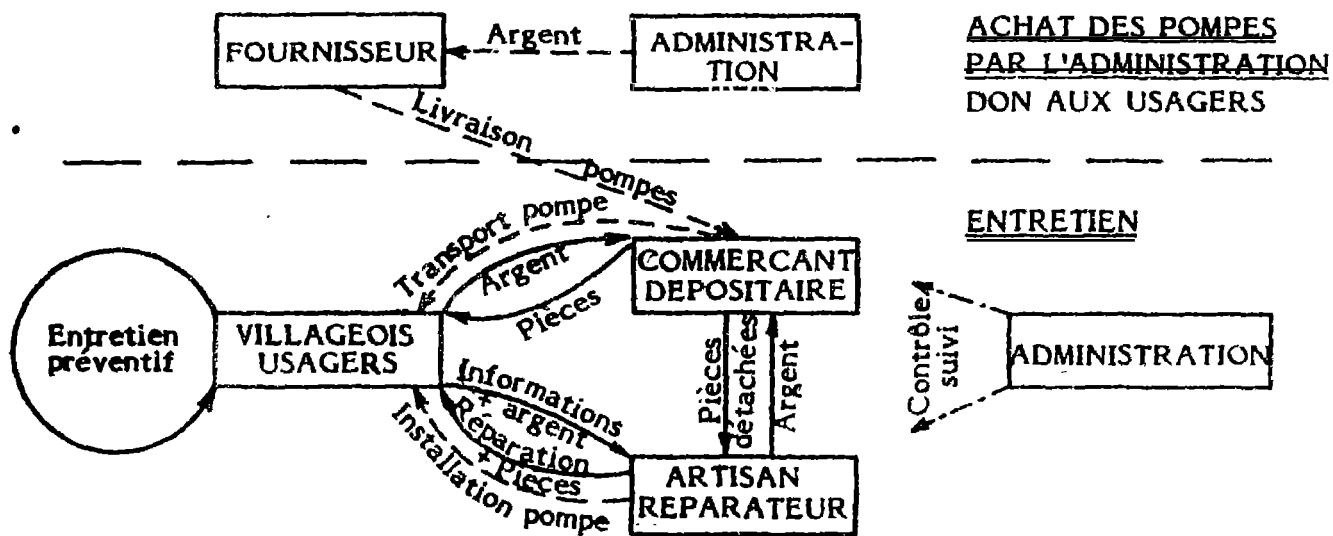 FOURNISSEUR
Argent
ADMINISTRA-
TION
ACHAT DES POMPES
PAR L'ADMINISTRATION
DON AUX USAGERS
Livraison
pompes
ENTRETIEN
Transport pompe
Argent
Pièces
COMMERCANT
DEPOSITAIRE
Entretien
préventif
VILLAGEOIS
USAGERS
Pièces
détachées
Argent
Contrôle
suivi
ADMINISTRATION
Informations
+ argent
Réparation
+ Pièces
Installation pompe
ARTISAN
REPARATEUR